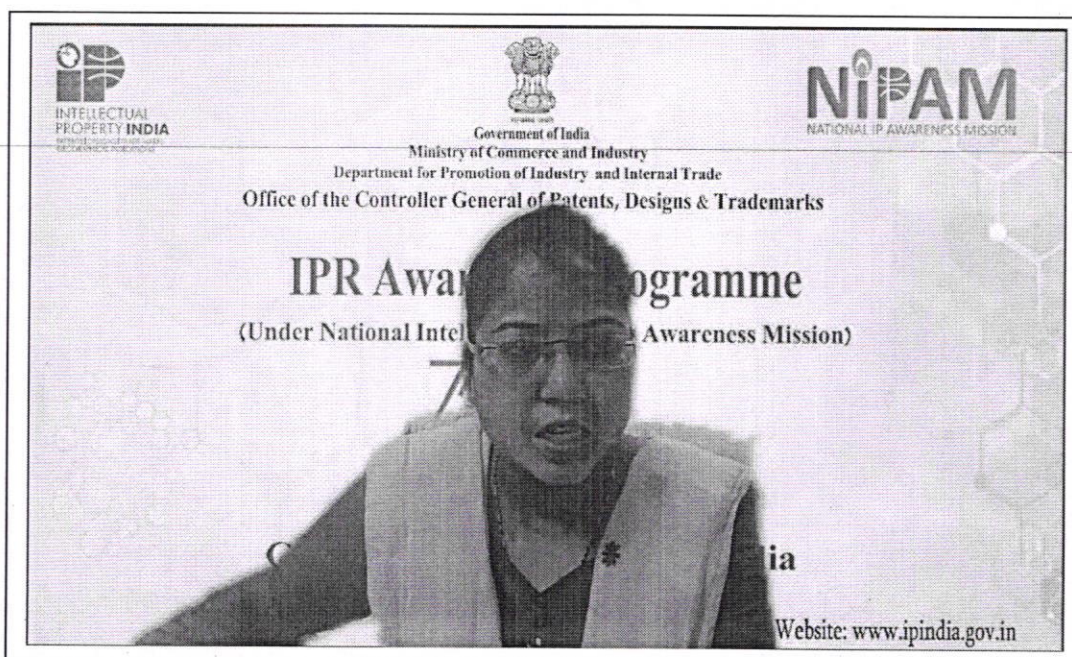 INTELLECTUAL
PROPERTY INDIA
Government of India
Ministry of Commerce and Industry
Department for Promotion of Industry and Internal Trade
Office of the Controller General of Patents, Designs & Trademarks
NiPAM
NATIONAL IP AWARENESS MISSION
IPR Awar ogramme
(Under National Intel Awareness Mission)
ia
Website: www.ipindia.gov.in